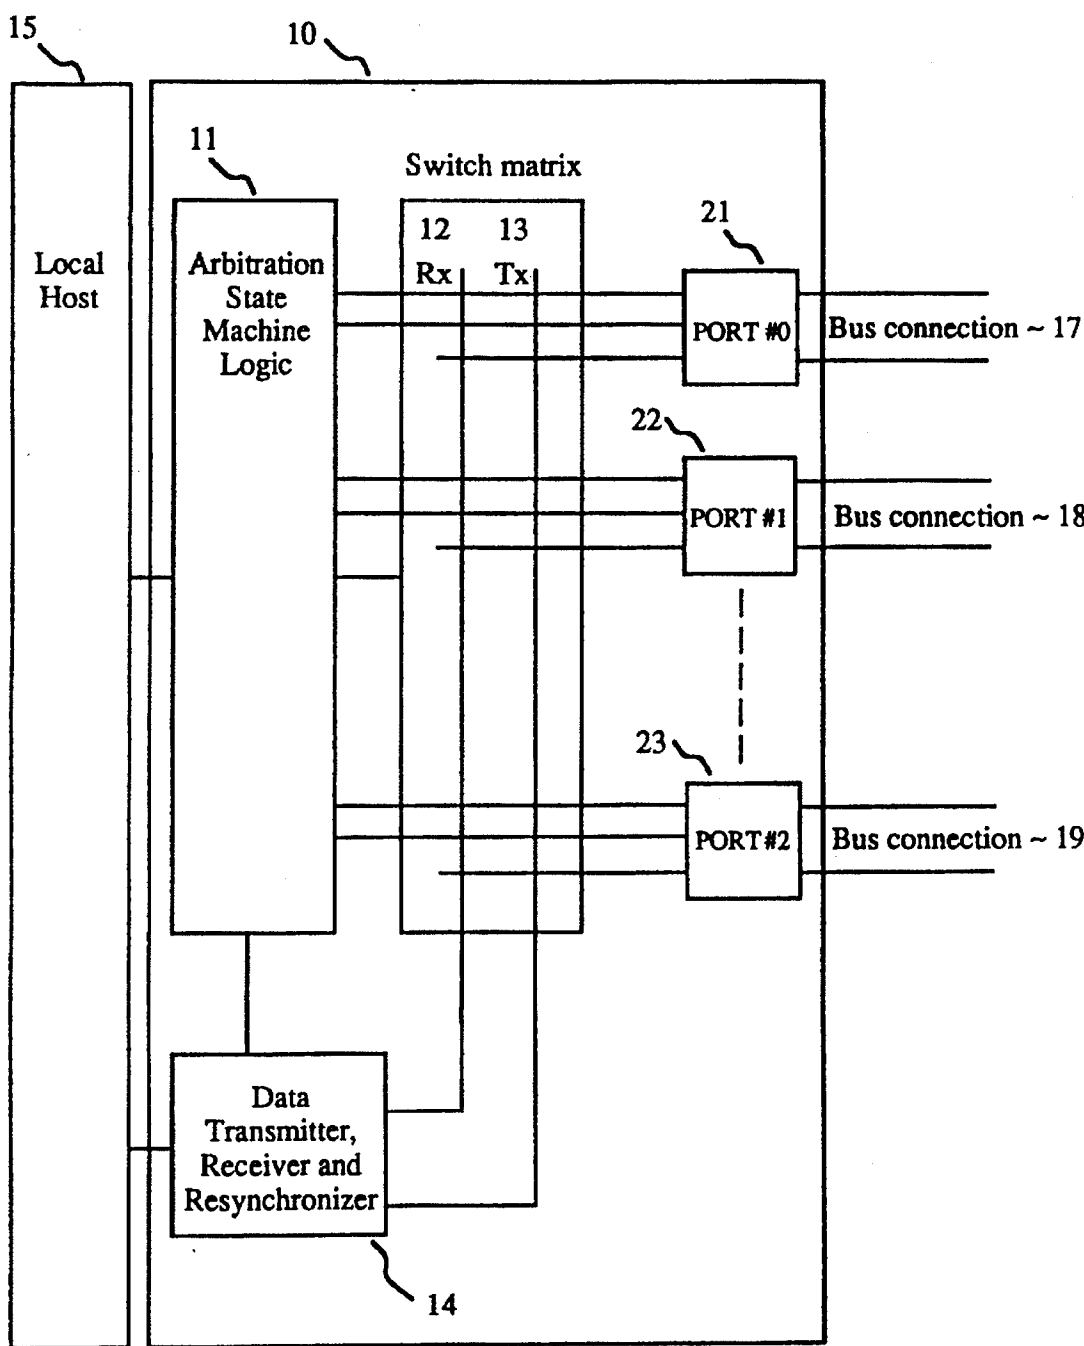 15
10
11
Switch matrix
21
12 13
Rx Tx
Local
Host
Arbitration
State
Machine
Logic
PORT #0
Bus connection ~ 17
22
PORT #1
Bus connection ~ 18
23
PORT #2
Bus connection ~ 19
Data
Transmitter,
Receiver and
Resynchronizer
14